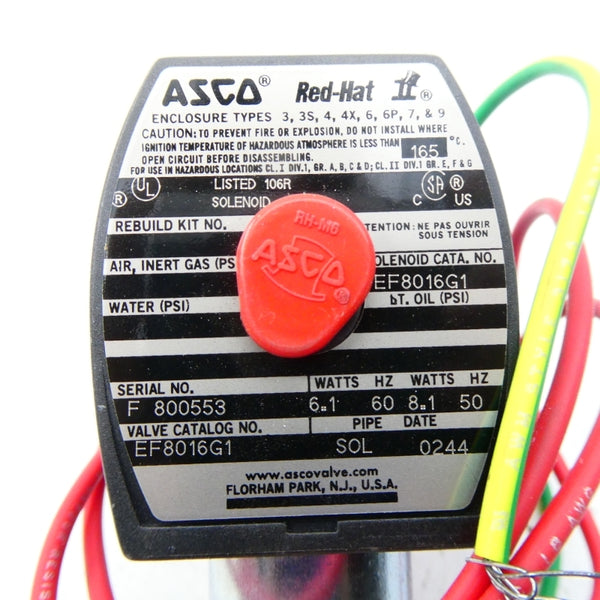 ASCO® Red-Hat II®
ENCLOSURE TYPES 3, 3S, 4, 4X, 6, 6P, 7, & 9
CAUTION: TO PREVENT FIRE OR EXPLOSION, DO NOT INSTALL WHERE
IGNITION TEMPERATURE OF HAZARDOUS ATMOSPHERE IS LESS THAN 165 °C.
OPEN CIRCUIT BEFORE DISASSEMBLING.
FOR USE IN HAZARDOUS LOCATIONS CL. I DIV.1, GR. A, B, C & D; CL. II DIV.1 GR. E, F & G
® UL LISTED 106R SA ®
SOLENOID C US
REBUILD KIT NO. TENTION: NE PAS OUVRIR
SOUS TENSION
RH-M6
ASCO ®
AIR, INERT GAS (PS OLENOID CATA. NO.
EF8016G1
WATER (PSI) LT. OIL (PSI)
SERIAL NO. WATTS HZ WATTS HZ
F 800553 6.1 60 8.1 50
VALVE CATALOG NO. PIPE DATE
EF8016G1 SOL 0244
www.ascovalve.com
FLORHAM PARK, N.J., U.S.A.